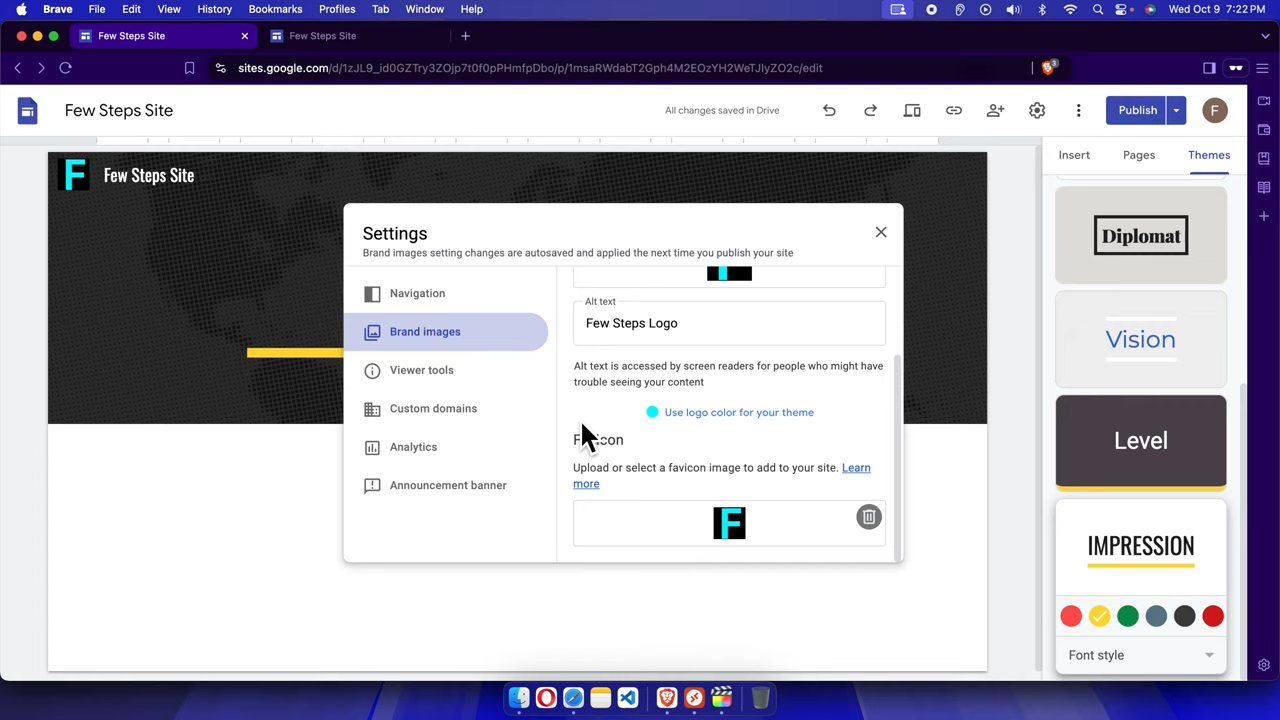 Brave File Edit View History Bookmarks Profiles Tab Window Help Wed Oct 9 7:22 PM
Few Steps Site
Few Steps Site
sites.google.com/d/1zJL9_id0GZTry3ZOjp7t0f0pPHmfpDbo/p/1msaRWdabT2Gph4M2EOzYH2WeTJlyZO2c/edit
3
Few Steps Site
All changes saved in Drive
Publish
F
Insert Pages Themes
F Few Steps Site
Settings
Brand images setting changes are autosaved and applied the next time you publish your site
Navigation
Brand images
Viewer tools
Custom domains
Analytics
Announcement banner
Alt text
Few Steps Logo
Alt text is accessed by screen readers for people who might have
trouble seeing your content
Use logo color for your theme
Favicon
Upload or select a favicon image to add to your site. Learn
more
F
Diplomat
Vision
Level
IMPRESSION
Font style